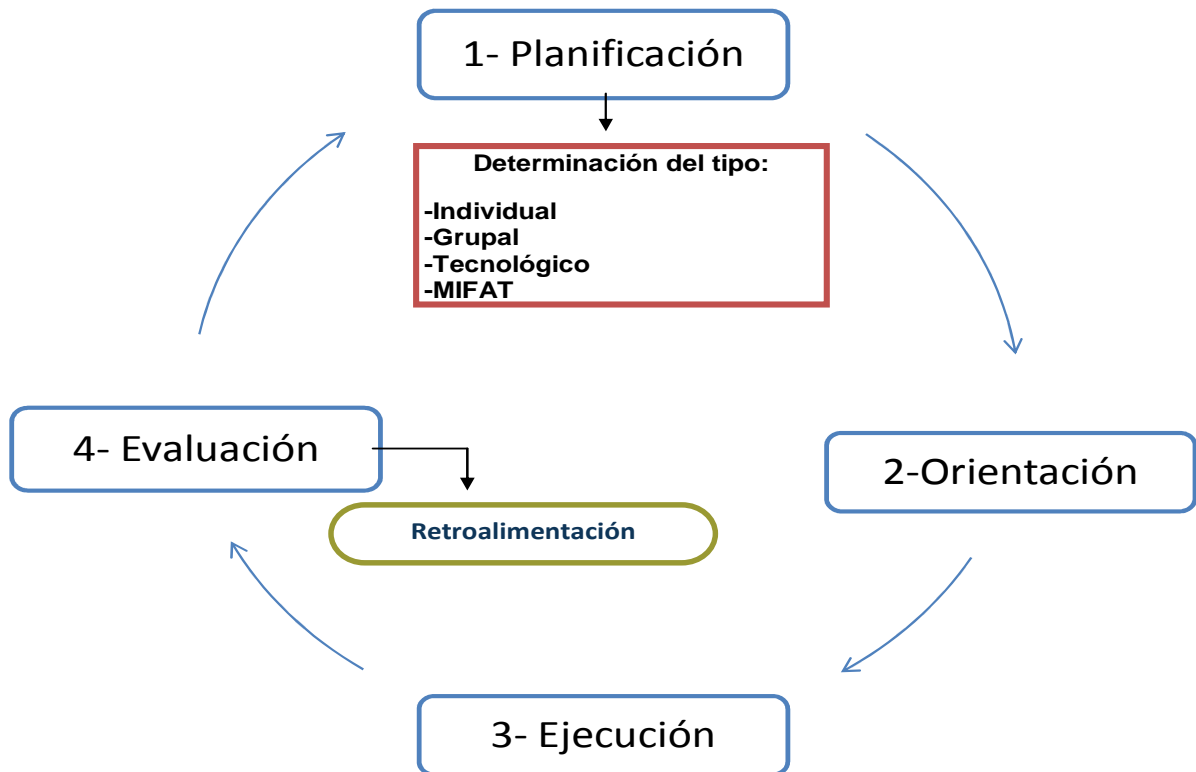 1- Planificación
Determinación del tipo:
-Individual
-Grupal
-Tecnológico
-MIFAT
4- Evaluación
2-Orientación
Retroalimentación
3- Ejecución